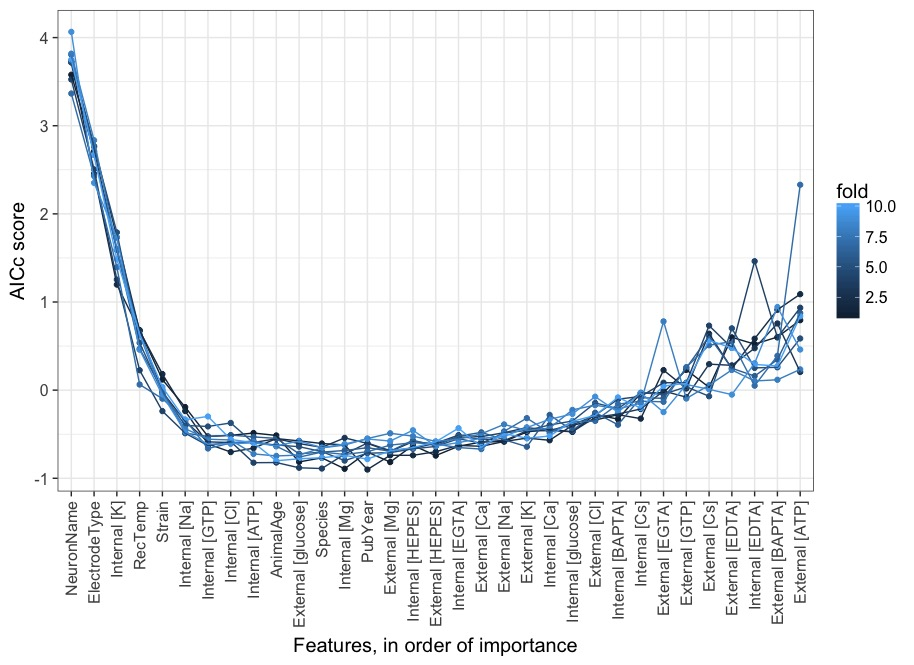 AICc score
4
3
2
1
0
-1
NeuronName
ElectrodeType
Internal [K]
RecTemp
Strain
Internal [Na]
Internal [GTP]
Internal [Cl]
Internal [ATP]
AnimalAge
External [glucose]
Species
Internal [Mg]
PubYear
External [Mg]
Internal [HEPES]
External [HEPES]
Internal [EGTA]
External [Ca]
External [Na]
External [K]
Internal [Ca]
Internal [glucose]
External [Cl]
Internal [BAPTA]
Internal [Cs]
External [EGTA]
External [GTP]
External [Cs]
External [EDTA]
Internal [EDTA]
External [BAPTA]
External [ATP]
Features, in order of importance
fold
10.0
7.5
5.0
2.5